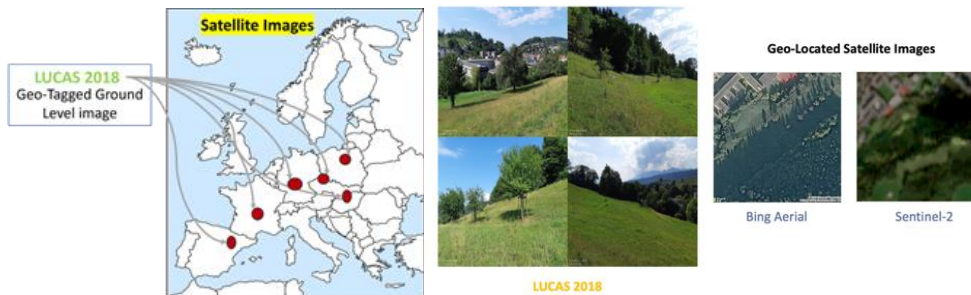 Satellite Images
LUCAS 2018
Geo-Tagged Ground
Level image
LUCAS 2018
Geo-Located Satellite Images
Bing Aerial
Sentinel-2